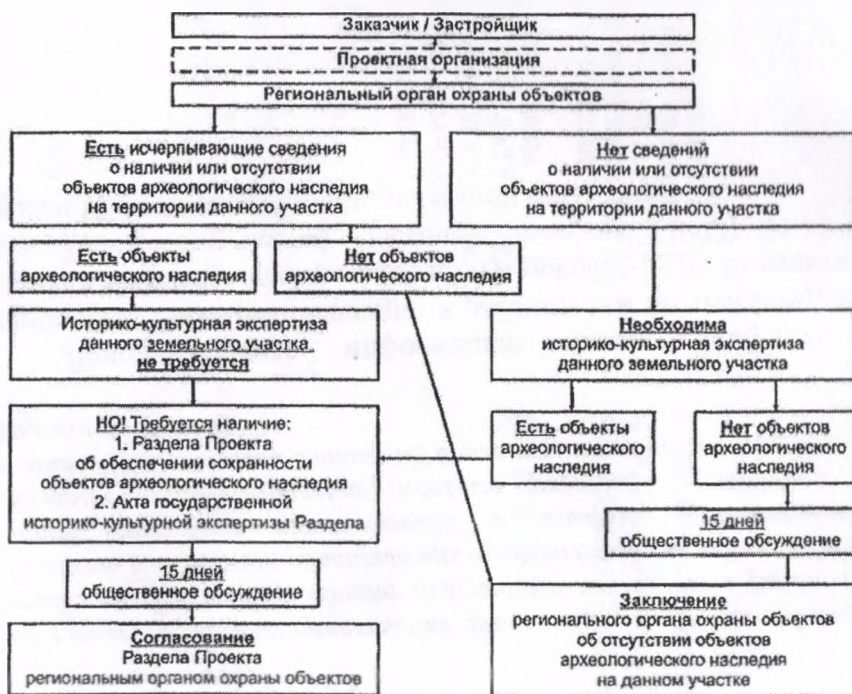 Заказчик / Застройщик
Проектная организация
Региональный орган охраны объектов
Есть исчерпывающие сведения
о наличии или отсутствии
объектов археологического наследия
на территории данного участка
Нет сведений
о наличии или отсутствии
объектов археологического наследия
на территории данного участка
Есть объекты
археологического наследия
Нет объектов
археологического наследия
Историко-культурная экспертиза
данного земельного участка
не требуется
Необходима
историко-культурная экспертиза
данного земельного участка
НО! Требуется наличие:
1. Раздела Проекта
об обеспечении сохранности
объектов археологического наследия
2. Акта государственной
историко-культурной экспертизы Раздела
Есть объекты
археологического
наследия
Нет объектов
археологического
наследия
15 дней
общественное обсуждение
15 дней
общественное обсуждение
Согласование
Раздела Проекта
региональным органом охраны объектов
Заключение
регионального органа охраны объектов
об отсутствии объектов
археологического наследия
на данном участке